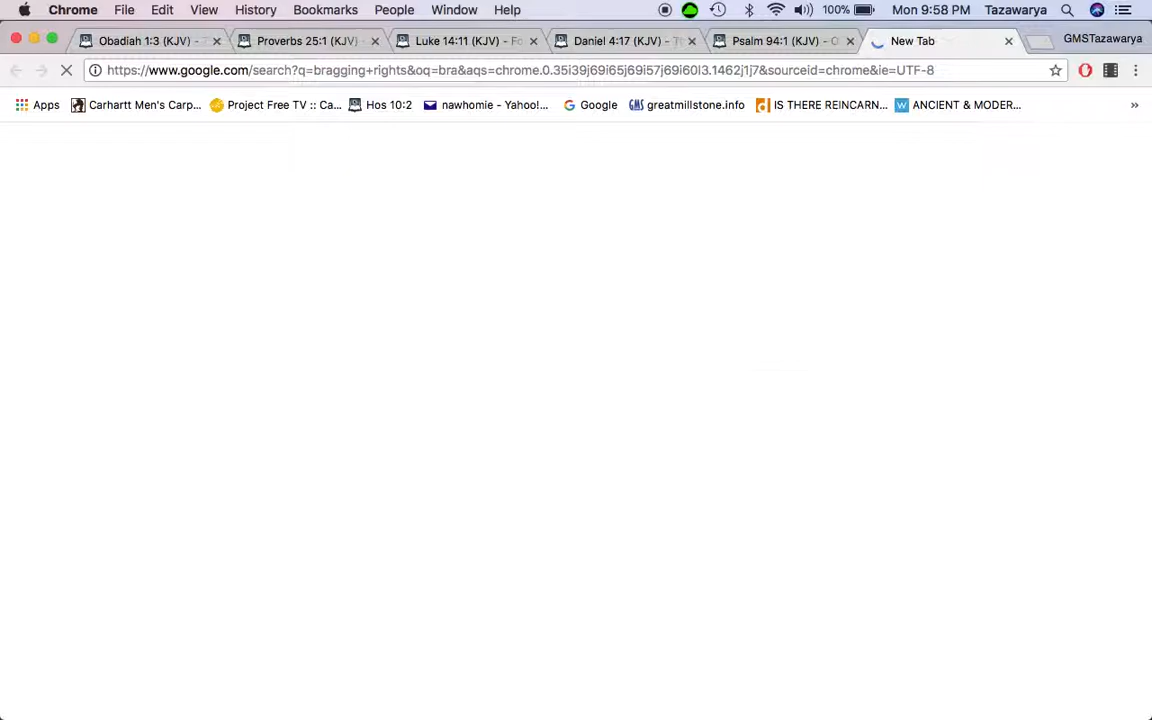 Chrome File Edit View History Bookmarks People Window Help 100% Mon 9:58 PM Tazawarya
Obadiah 1:3 (KJV) - Proverbs 25:1 (KJV) Luke 14:11 (KJV) - Fo Daniel 4:17 (KJV) - Psalm 94:1 (KJV) - New Tab GMSTazawarya
https://www.google.com/search?q=bragging+rights&oq=bra&aqs=chrome.0.35i39j69i65j69i57j69i60l3.1462j1j7&sourceid=chrome&ie=UTF-8
Apps Carhartt Men's Carp... Project Free TV :: Ca... Hos 10:2 nawhomie - Yahoo!... Google GMS greatmillstone.info IS THERE REINCARN... ANCIENT & MODER... »